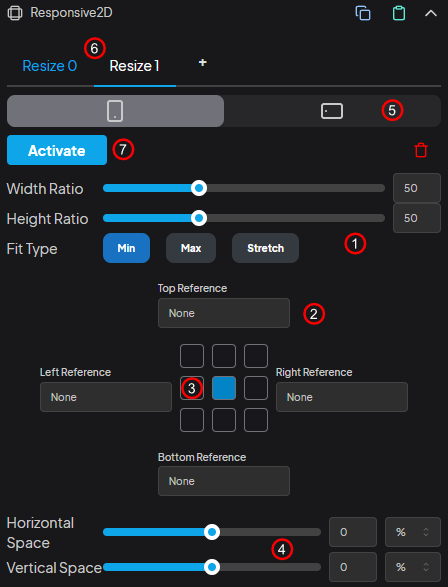 Responsive2D
6
Resize 0 Resize 1 +
5
Activate 7
Width Ratio 50
Height Ratio 50
Fit Type Min Max Stretch 1
Top Reference
None 2
Left Reference Right Reference
None 3 None
Bottom Reference
None
Horizontal
Space 0 %
4
Vertical Space 0 %